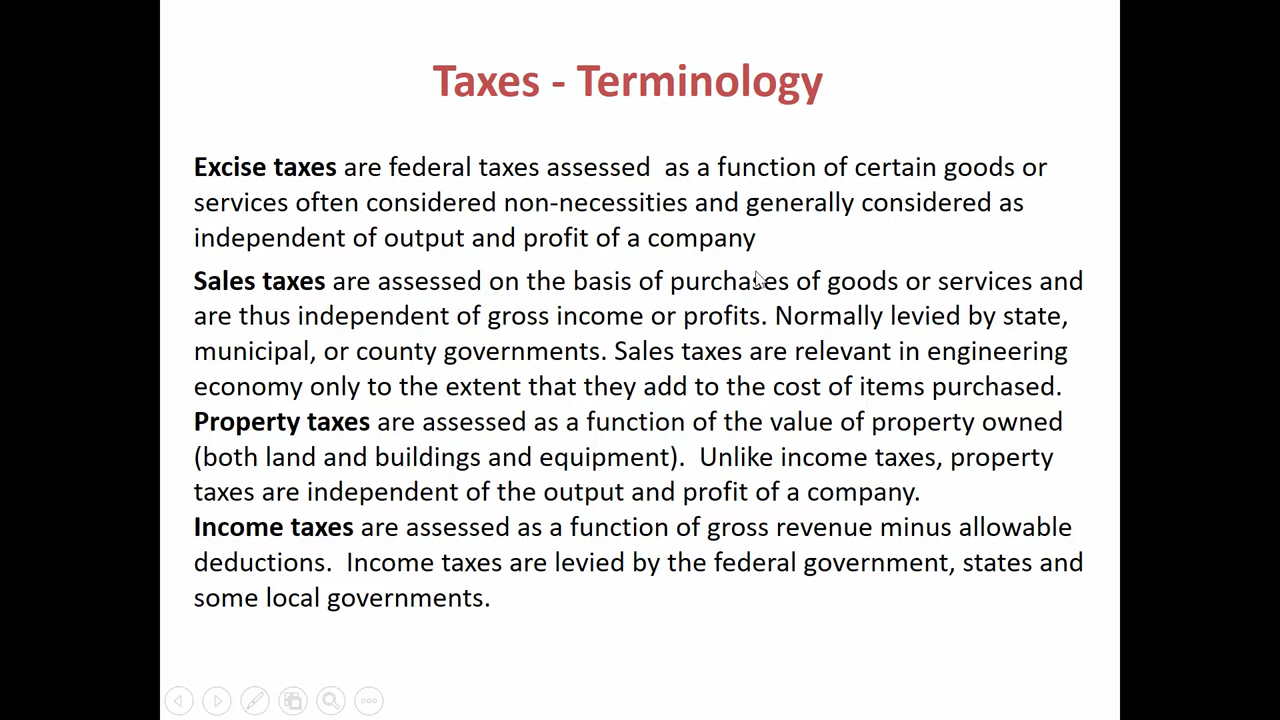 Taxes - Terminology
Excise taxes are federal taxes assessed  as a function of certain goods or
services often considered non-necessities and generally considered as
independent of output and profit of a company
Sales taxes are assessed on the basis of purchases of goods or services and
are thus independent of gross income or profits. Normally levied by state,
municipal, or county governments. Sales taxes are relevant in engineering
economy only to the extent that they add to the cost of items purchased.
Property taxes are assessed as a function of the value of property owned
(both land and buildings and equipment).  Unlike income taxes, property
taxes are independent of the output and profit of a company.
Income taxes are assessed as a function of gross revenue minus allowable
deductions.  Income taxes are levied by the federal government, states and
some local governments.